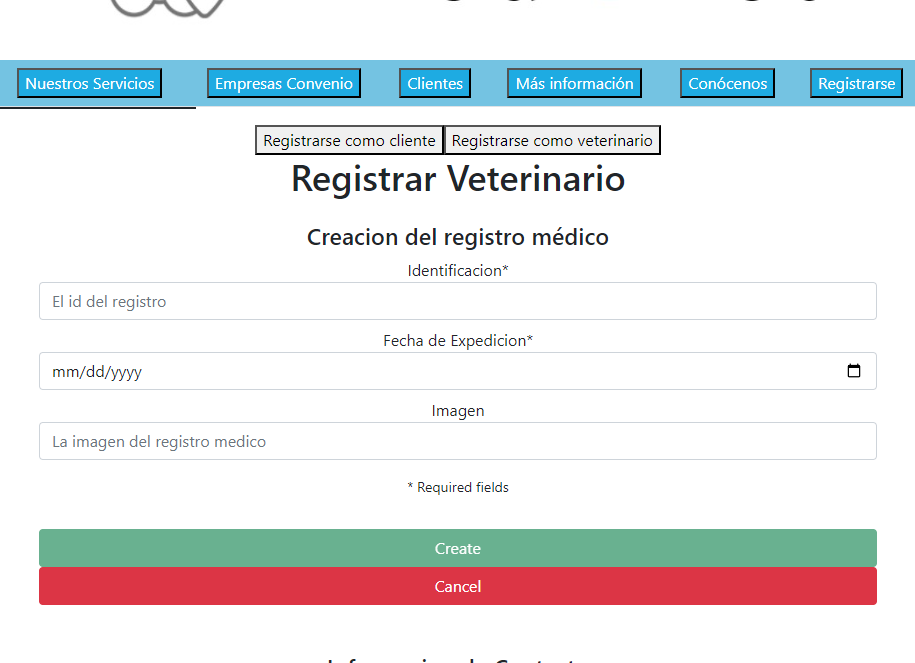 Nuestros Servicios Empresas Convenio Clientes Más información Conócenos Registrarse
Registrarse como cliente Registrarse como veterinario
Registrar Veterinario
Creacion del registro médico
Identificacion*
El id del registro
Fecha de Expedicion*
mm/dd/yyyy
Imagen
La imagen del registro medico
* Required fields
Create
Cancel